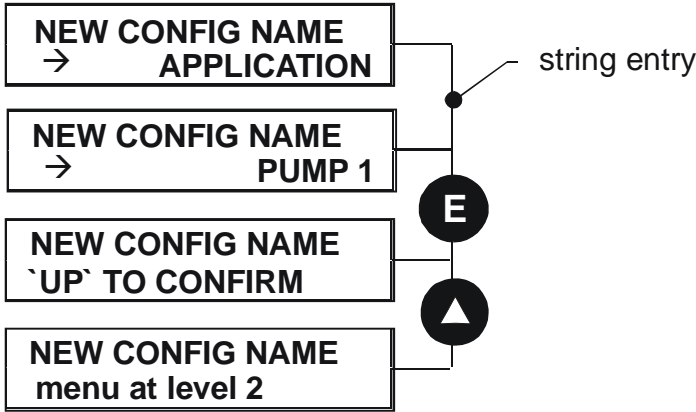 NEW CONFIG NAME
→ APPLICATION
string entry
NEW CONFIG NAME
→ PUMP 1
E
NEW CONFIG NAME
`UP` TO CONFIRM
NEW CONFIG NAME
menu at level 2